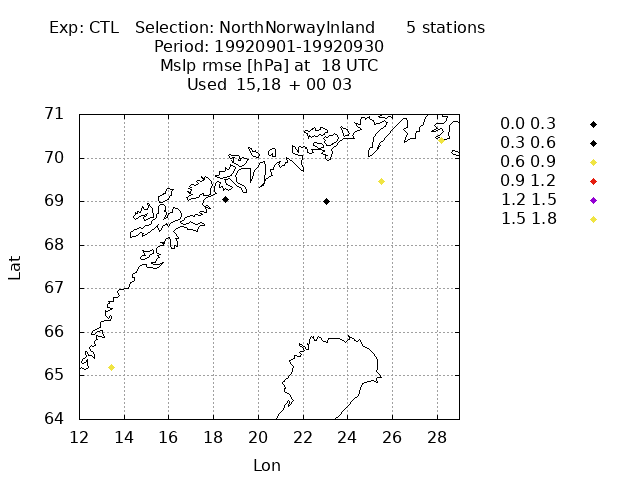 Exp: CTL   Selection: NorthNorwayInland      5 stations
Period: 19920901-19920930
Mslp rmse [hPa] at  18 UTC
Used  15,18 + 00 03
71
70
69
68
67
66
65
64
12 14 16 18 20 22 24 26 28
Lat
Lon
0.0 0.3
0.3 0.6
0.6 0.9
0.9 1.2
1.2 1.5
1.5 1.8